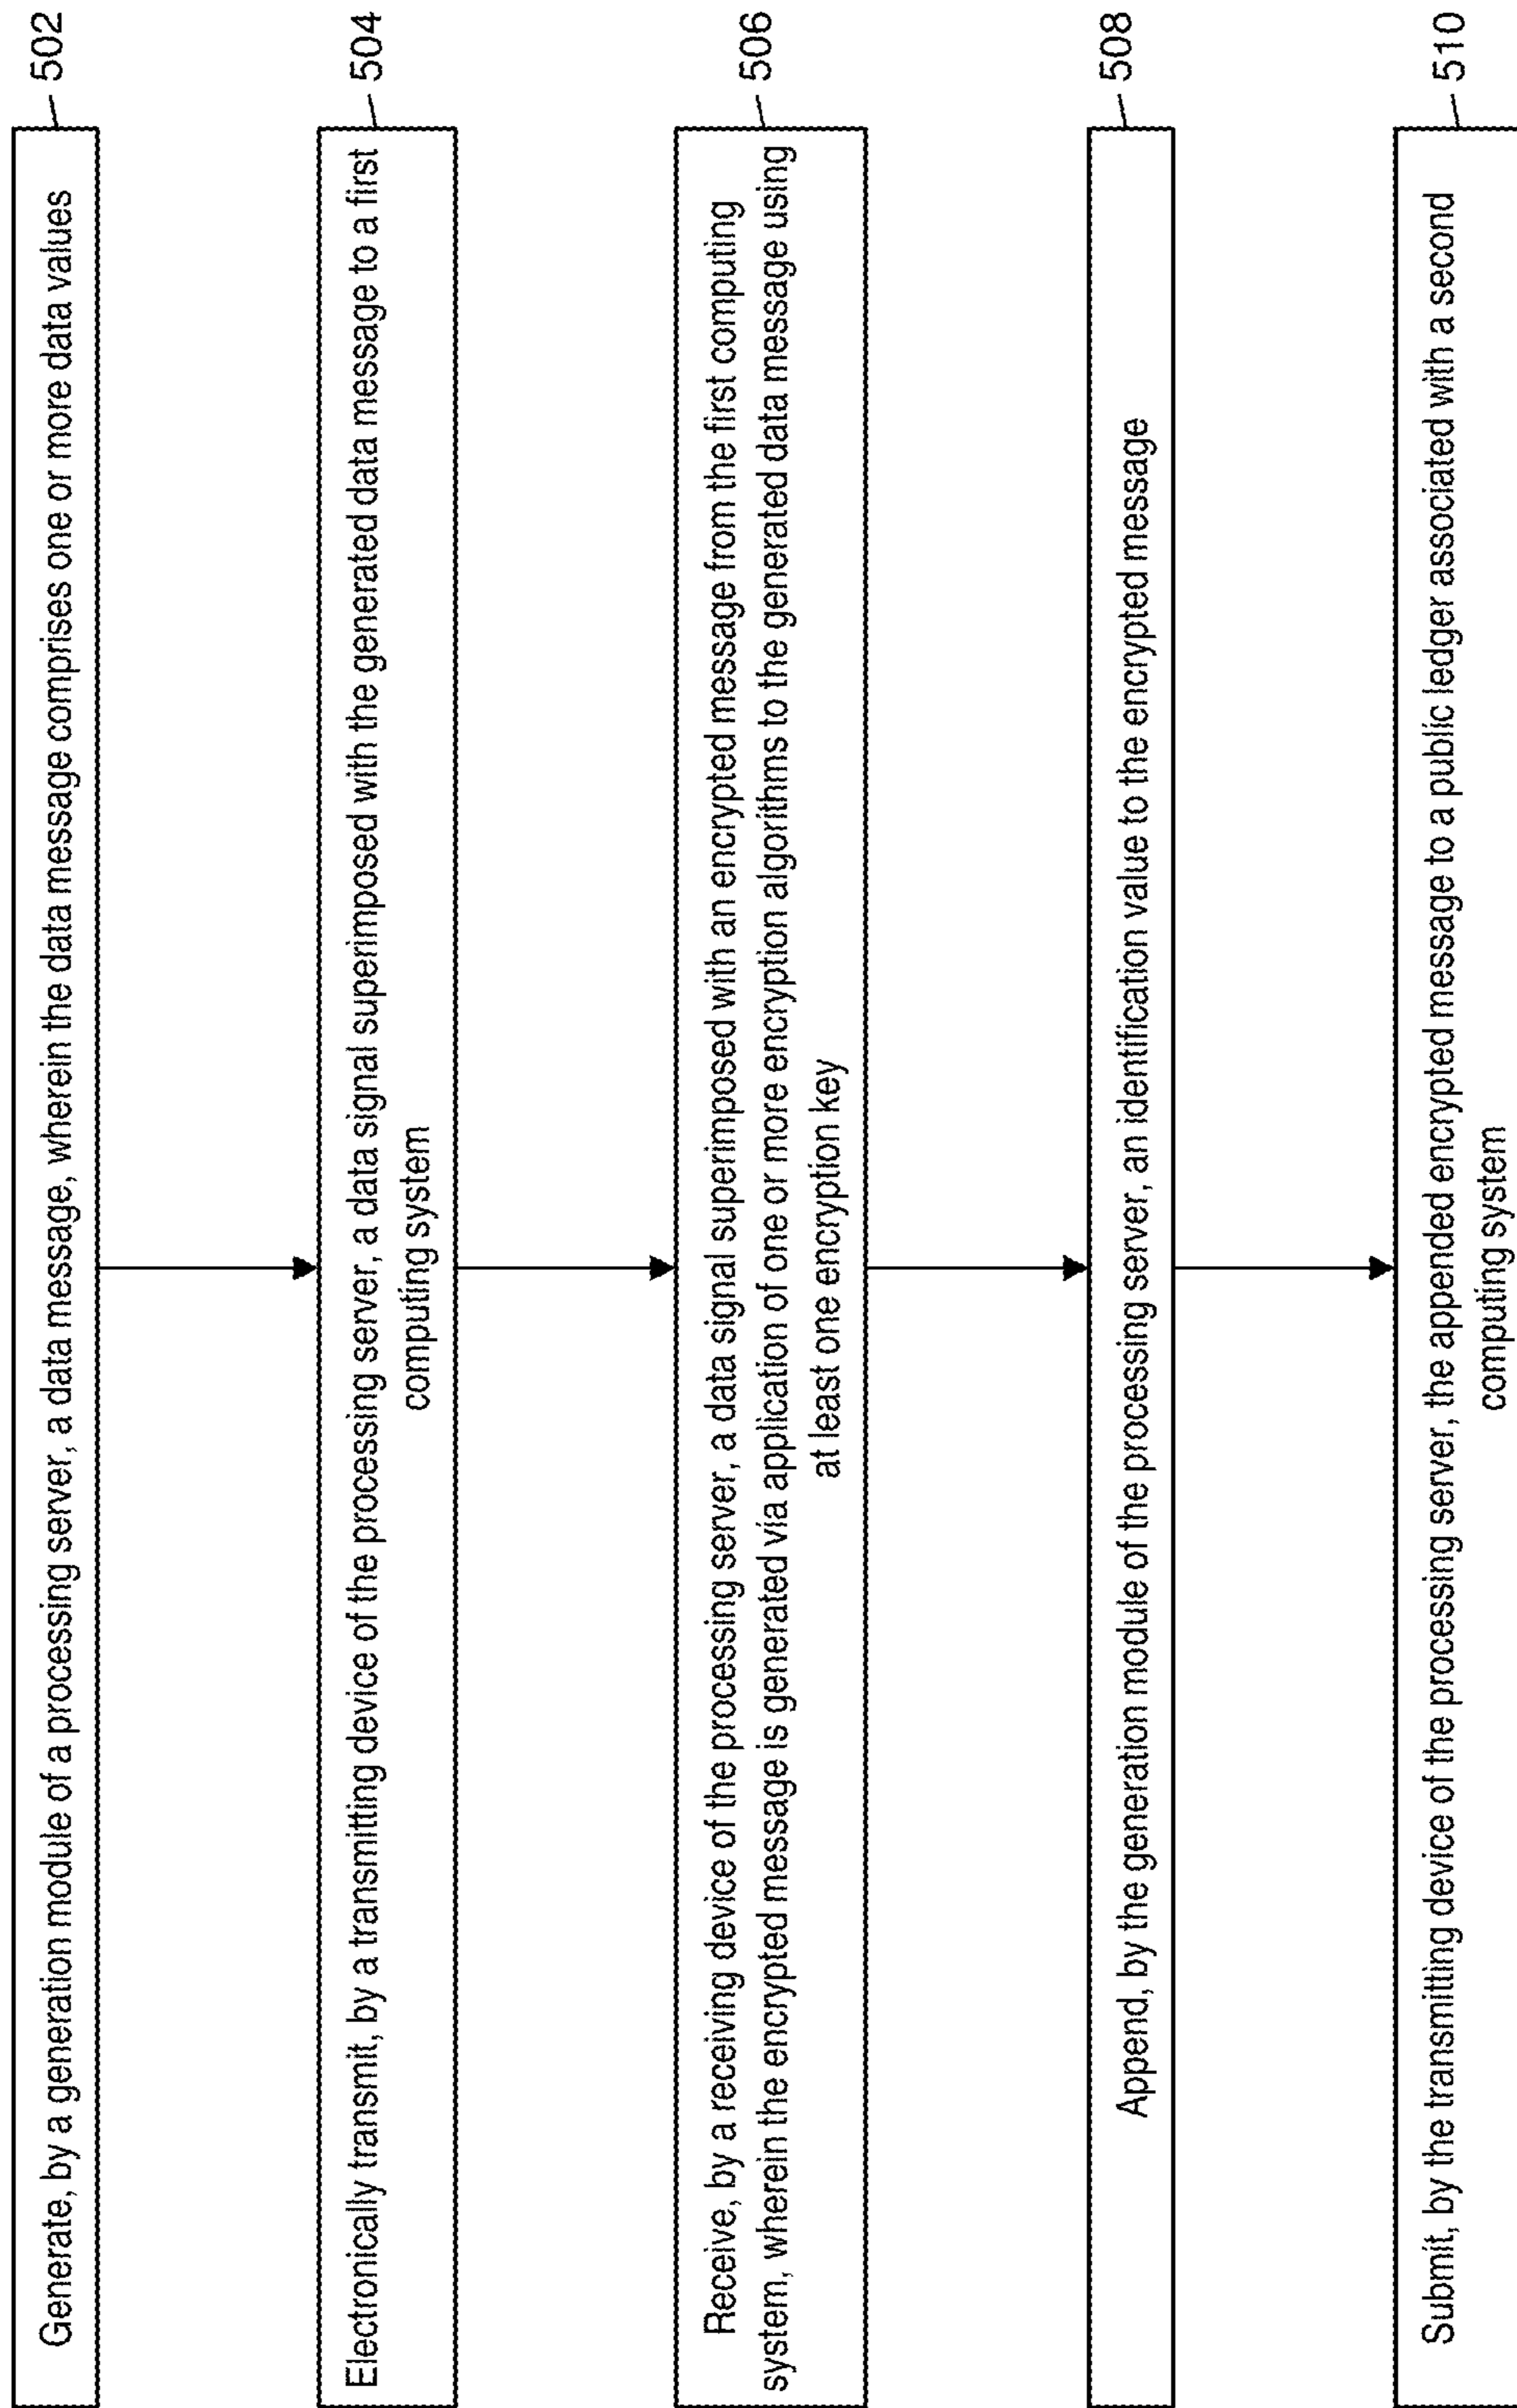 Generate, by a generation module of a processing server, a data message, wherein the data message comprises one or more data values
502
Electronically transmit, by a transmitting device of the processing server, a data signal superimposed with the generated data message to a first
computing system
504
Receive, by a receiving device of the processing server, a data signal superimposed with an encrypted message from the first computing
system, wherein the encrypted message is generated via application of one or more encryption algorithms to the generated data message using
at least one encryption key
506
Append, by the generation module of the processing server, an identification value to the encrypted message
508
Submit, by the transmitting device of the processing server, the appended encrypted message to a public ledger associated with a second
computing system
510